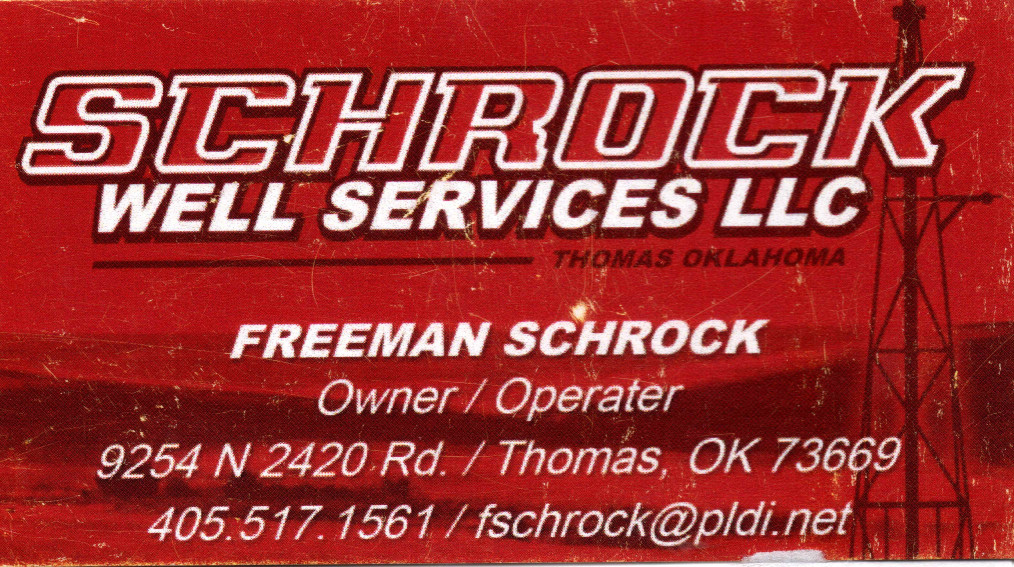 SCHROCK
WELL SERVICES LLC
THOMAS OKLAHOMA
FREEMAN SCHROCK
Owner / Operater
9254 N 2420 Rd. / Thomas, OK 73669
405.517.1561 / fschrock@pldi.net